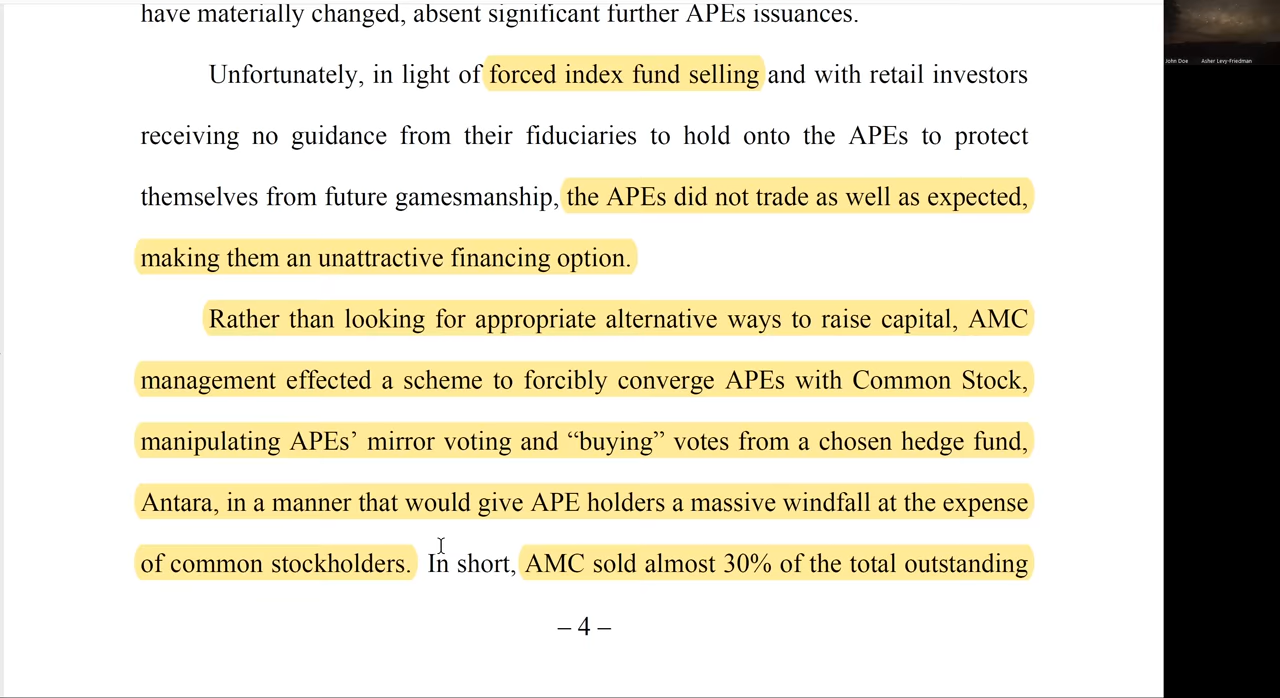 have materially changed, absent significant further APEs issuances.
Unfortunately, in light of forced index fund selling and with retail investors
receiving no guidance from their fiduciaries to hold onto the APEs to protect
themselves from future gamesmanship, the APEs did not trade as well as expected,
making them an unattractive financing option.
Rather than looking for appropriate alternative ways to raise capital, AMC
management effected a scheme to forcibly converge APEs with Common Stock,
manipulating APEs’ mirror voting and “buying” votes from a chosen hedge fund,
Antara, in a manner that would give APE holders a massive windfall at the expense
of common stockholders. In short, AMC sold almost 30% of the total outstanding
– 4 –
John Doe Asher Levy-Friedman